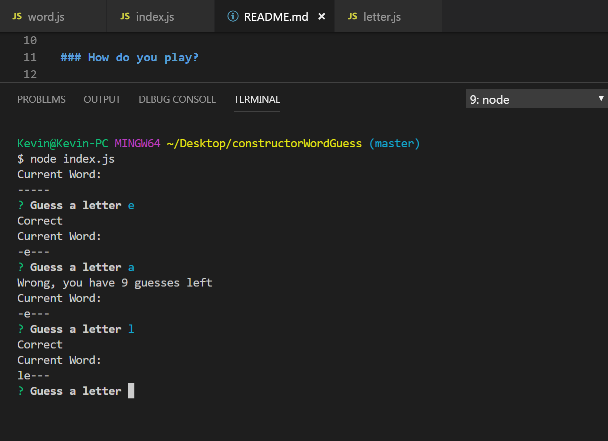 JS word.js JS index.js README.md × JS letter.js
10
11 ### How do you play?
12
PROBLEMS OUTPUT DEBUG CONSOLE TERMINAL 9: node
Kevin@Kevin-PC MINGW64 ~/Desktop/constructorWordGuess (master)
$ node index.js
Current Word:
-----
? Guess a letter e
Correct
Current Word:
-e---
? Guess a letter a
Wrong, you have 9 guesses left
Current Word:
-e---
? Guess a letter l
Correct
Current Word:
le---
? Guess a letter